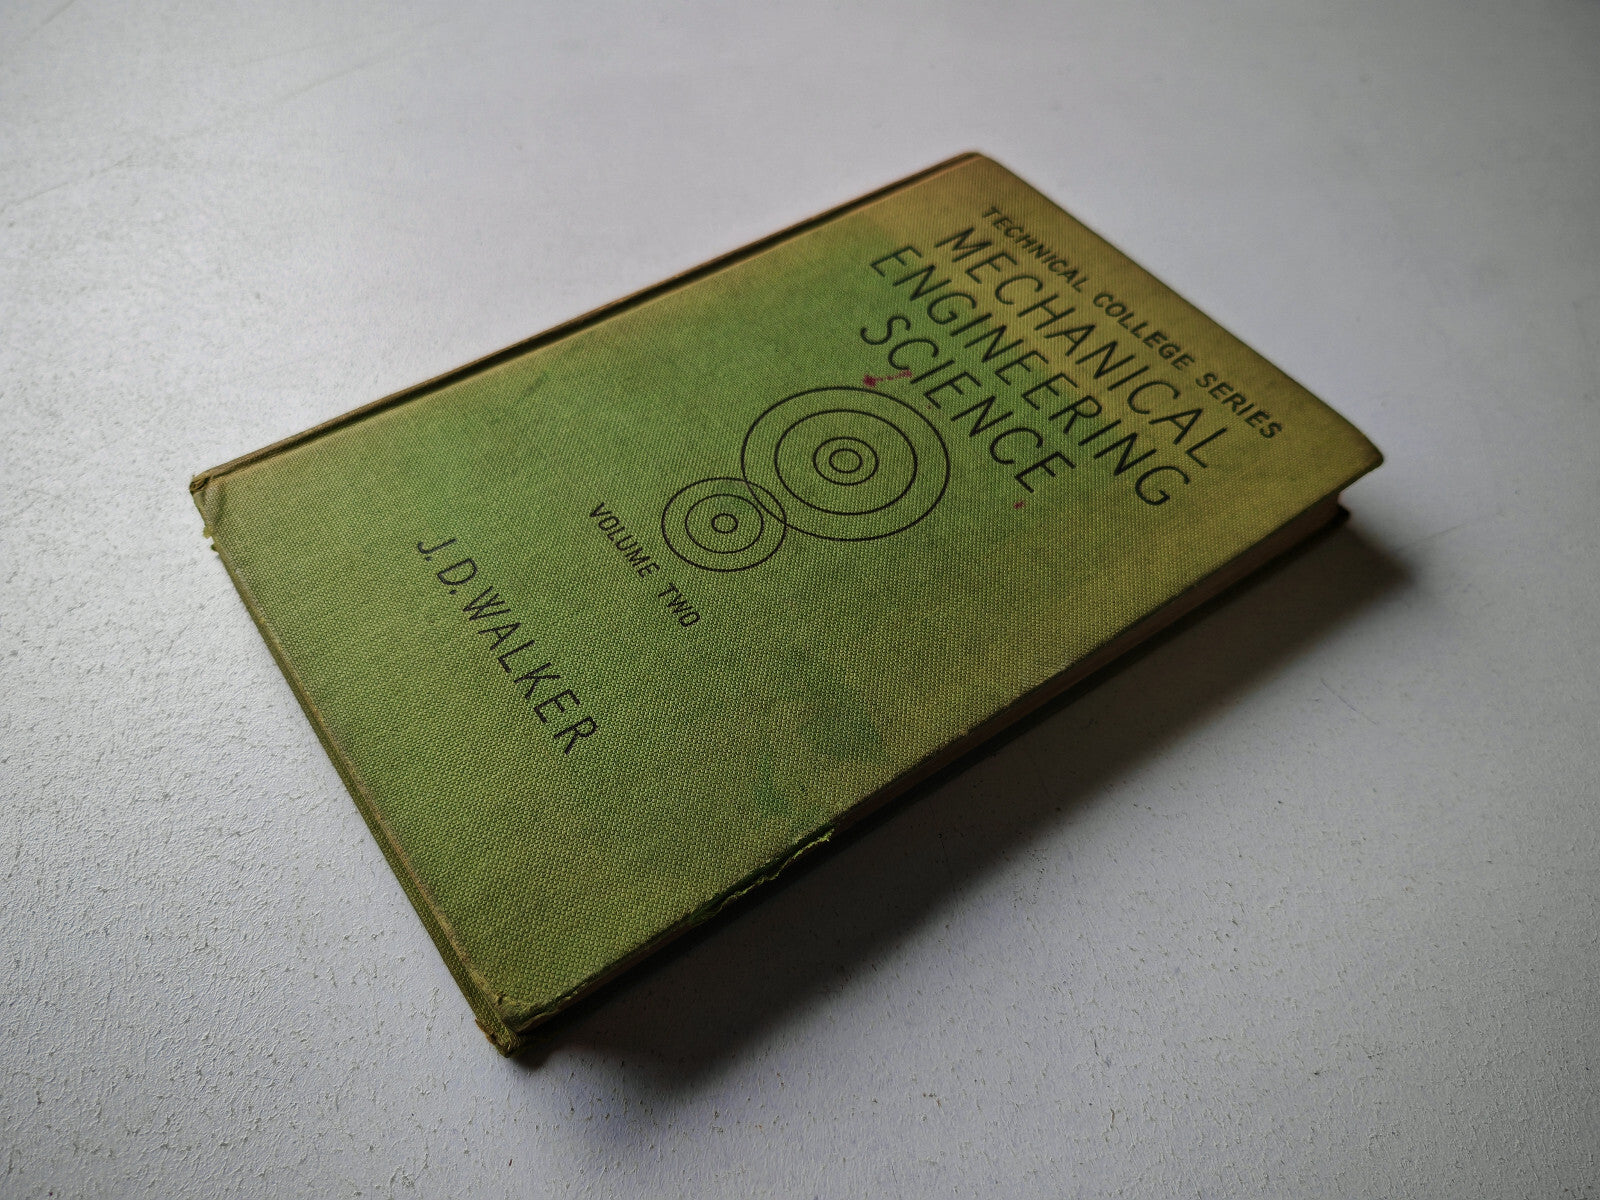 TECHNICAL COLLEGE SERIES
MECHANICAL
ENGINEERING
SCIENCE
VOLUME TWO
J. D. WALKER